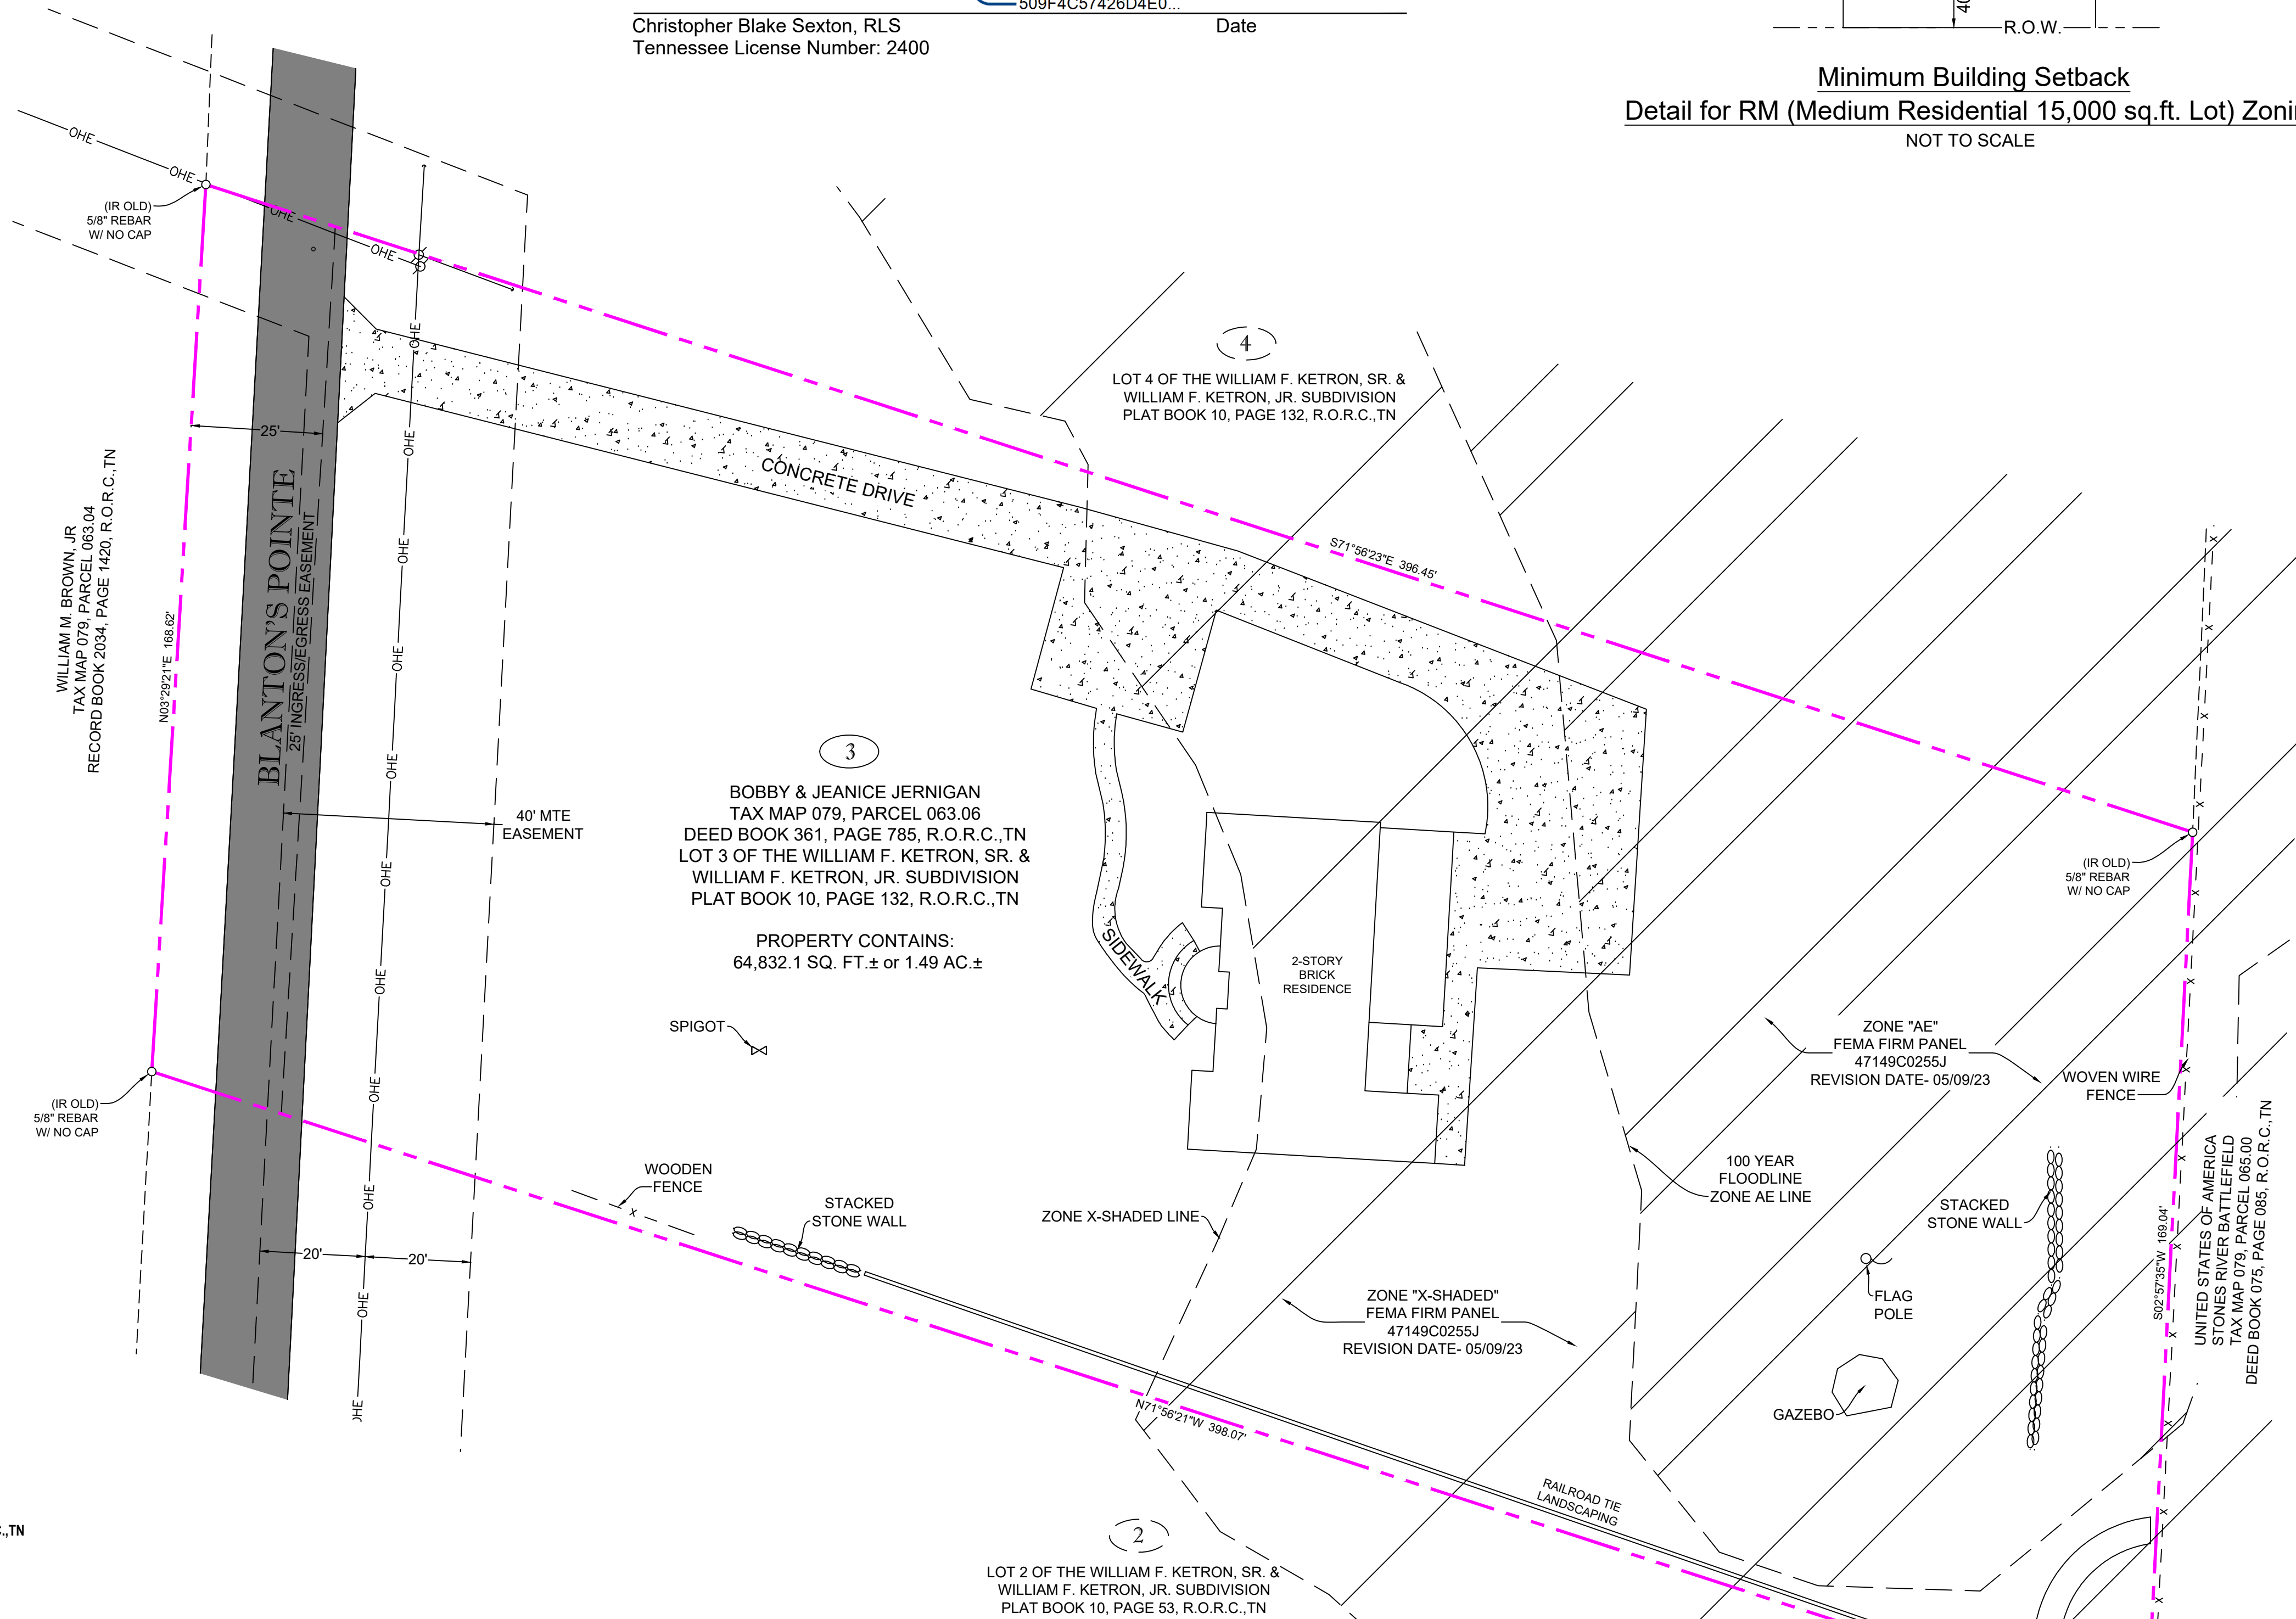 509F4C57426D4E0...
Christopher Blake Sexton, RLS
Date
Tennessee License Number: 2400
R.O.W.
Minimum Building Setback
Detail for RM (Medium Residential 15,000 sq.ft. Lot)
NOT TO SCALE
OHE
OHE
OHE
OHE
(IR OLD)
5/8" REBAR
W/ NO CAP
OHE
OHE
OHE
OHE
OHE
OHE
OHE
OHE
OHE
OHE
OHE
4
LOT 4 OF THE WILLIAM F. KETRON, SR. &
WILLIAM F. KETRON, JR. SUBDIVISION
PLAT BOOK 10, PAGE 132, R.O.R.C.,TN
25'
CONCRETE DRIVE
S71°56'23"E 396.45'
WILLIAM M. BROWN, JR
TAX MAP 079, PARCEL 063.04
RECORD BOOK 2034, PAGE 1420, R.O.R.C.,TN
N03°29'21"E 168.62'
BLANTON'S POINTE
25' INGRESS/EGRESS EASEMENT
40' MTE
EASEMENT
3
BOBBY & JEANICE JERNIGAN
TAX MAP 079, PARCEL 063.06
DEED BOOK 361, PAGE 785, R.O.R.C.,TN
LOT 3 OF THE WILLIAM F. KETRON, SR. &
WILLIAM F. KETRON, JR. SUBDIVISION
PLAT BOOK 10, PAGE 132, R.O.R.C.,TN
PROPERTY CONTAINS:
64,832.1 SQ. FT.± or 1.49 AC.±
SIDEWALK
2-STORY
BRICK
RESIDENCE
(IR OLD)
5/8" REBAR
W/ NO CAP
SPIGOT
ZONE "AE"
FEMA FIRM PANEL
47149C0255J
REVISION DATE- 05/09/23
WOVEN WIRE
FENCE
(IR OLD)
5/8" REBAR
W/ NO CAP
WOODEN
FENCE
X
STACKED
STONE WALL
ZONE X-SHADED LINE
100 YEAR
FLOODLINE
ZONE AE LINE
STACKED
STONE WALL
20'
20'
FLAG
POLE
ZONE "X-SHADED"
FEMA FIRM PANEL
47149C0255J
REVISION DATE- 05/09/23
S02°57'35"W 169.04'
UNITED STATES OF AMERICA
STONES RIVER BATTLEFIELD
TAX MAP 079, PARCEL 065.00
DEED BOOK 075, PAGE 085, R.O.R.C.,TN
GAZEBO
N71°56'21"W 398.07'
RAILROAD TIE
LANDSCAPING
2
LOT 2 OF THE WILLIAM F. KETRON, SR. &
WILLIAM F. KETRON, JR. SUBDIVISION
PLAT BOOK 10, PAGE 53, R.O.R.C.,TN
.,TN